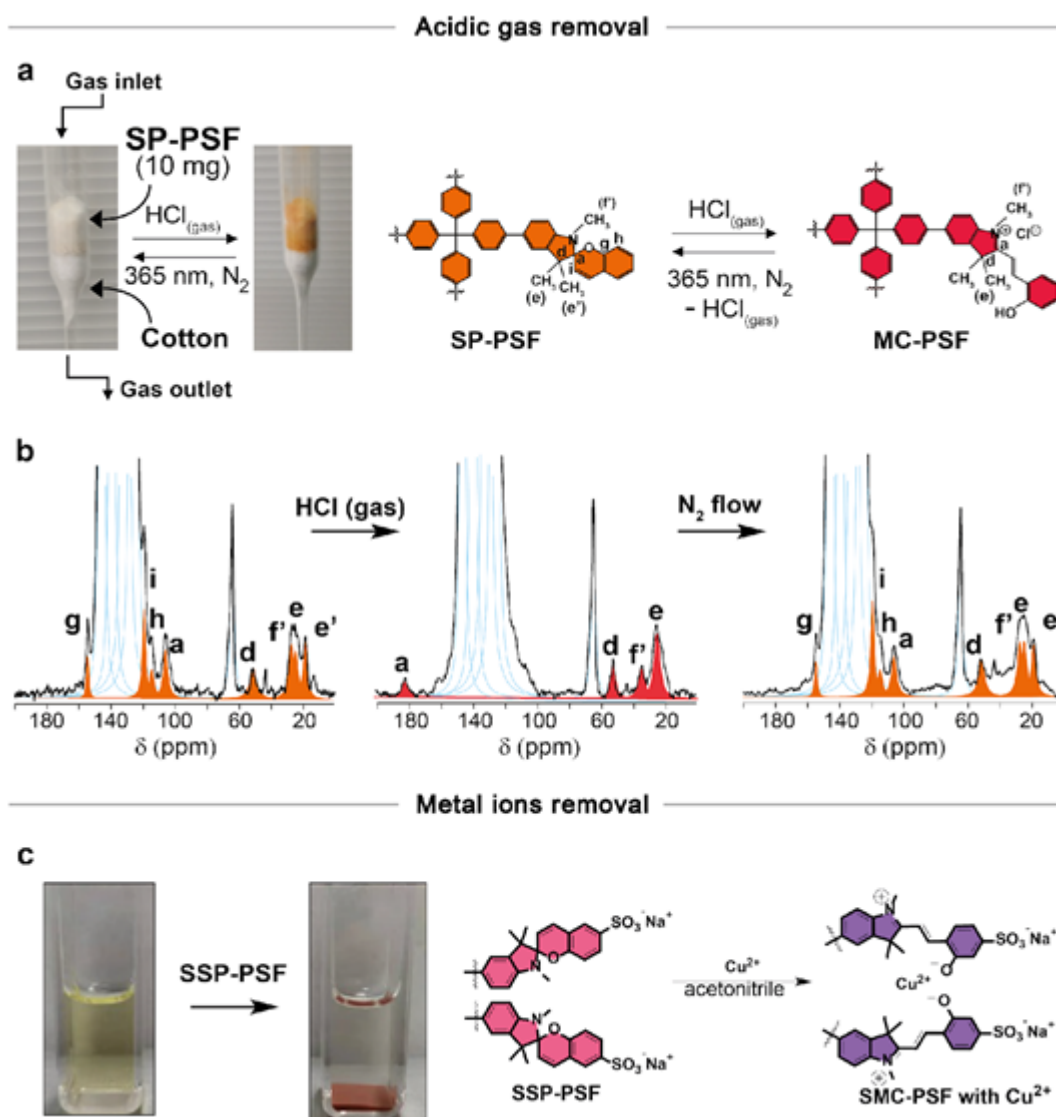 Acidic gas removal
a
Gas inlet
SP-PSF
(10 mg)
HCl(gas)
365 nm, N2
Cotton
Gas outlet
(f')
CH3
N
O
g
h
d
a
i
CH3
CH3
(e)
(e')
SP-PSF
HCl(gas)
365 nm, N2
- HCl(gas)
(f')
CH3
N⊕
Cl⊖
a
d
CH3
CH3
(e)
HO
MC-PSF
b
HCl (gas)
N2 flow
g
i
h
a
d
f'
e
e'
200
140
100
60
20
δ (ppm)
a
d
f'
e
200
140
100
60
20
δ (ppm)
g
i
h
a
d
f'
e
e
200
140
100
60
20
δ (ppm)
Metal ions removal
c
SSP-PSF
SO3-Na+
O
N
N
O
SO3-Na+
SSP-PSF
Cu2+
acetonitrile
N
+
SO3-Na+
O
-
Cu2+
-
O
SO3-Na+
N
+
SMC-PSF with Cu2+